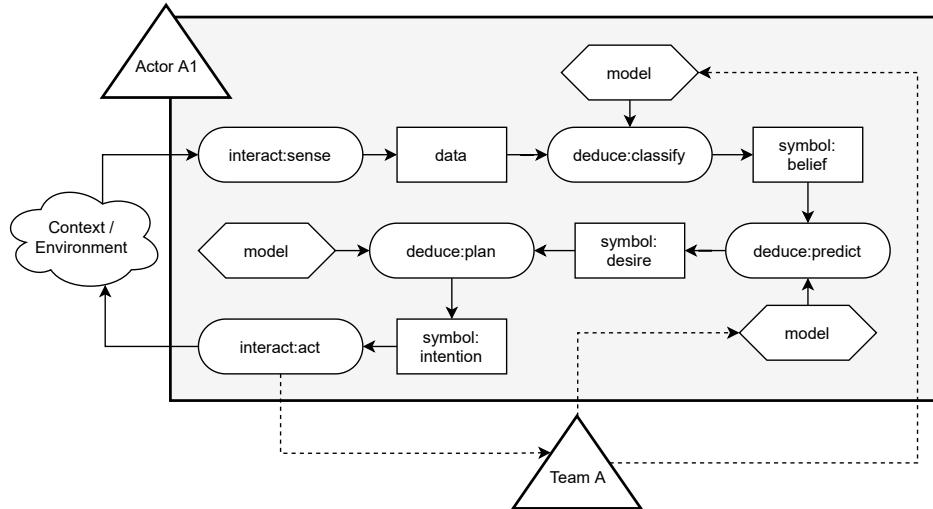 Actor A1
model
interact:sense
data
deduce:classify
symbol:
belief
Context /
Environment
model
deduce:plan
symbol:
desire
deduce:predict
interact:act
symbol:
intention
model
Team A